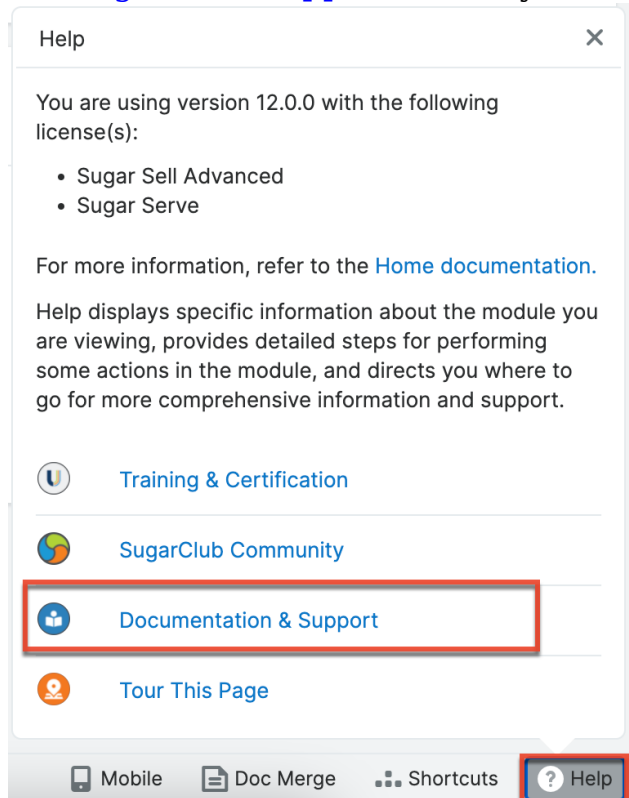 Help
You are using version 12.0.0 with the following
license(s):
• Sugar Sell Advanced
• Sugar Serve
For more information, refer to the Home documentation.
Help displays specific information about the module you
are viewing, provides detailed steps for performing
some actions in the module, and directs you where to
go for more comprehensive information and support.
Training & Certification
SugarClub Community
Documentation & Support
Tour This Page
Mobile Doc Merge Shortcuts ? Help